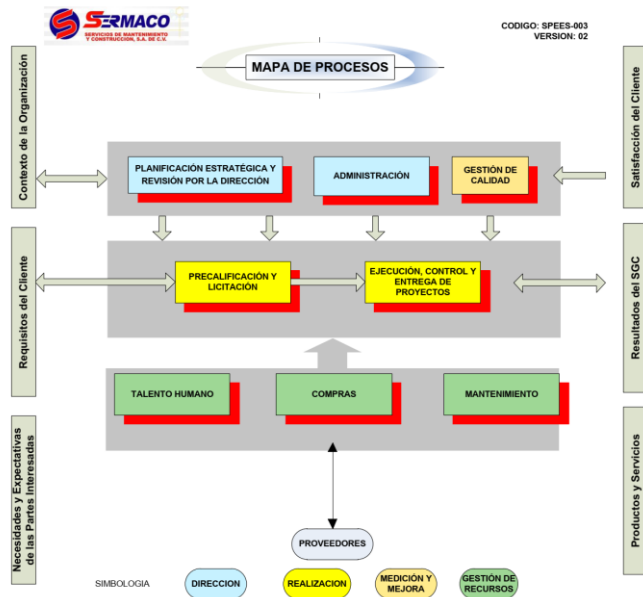 SERMACO
SERVICIOS DE MANTENIMIENTO
Y CONSTRUCCION, S.A. DE C.V.
CODIGO: SPEES-003
VERSION: 02
MAPA DE PROCESOS
Contexto de la Organización
Satisfacción del Cliente
PLANIFICACIÓN ESTRATÉGICA Y
REVISIÓN POR LA DIRECCIÓN
ADMINISTRACIÓN
GESTIÓN DE
CALIDAD
Requisitos del Cliente
Resultados del SGC
PRECALIFICACIÓN Y
LICITACIÓN
EJECUCIÓN, CONTROL Y
ENTREGA DE
PROYECTOS
TALENTO HUMANO
COMPRAS
MANTENIMIENTO
Necesidades y Expectativas
de las Partes Interesadas
Productos y Servicios
PROVEEDORES
SIMBOLOGIA
DIRECCION
REALIZACION
MEDICIÓN Y
MEJORA
GESTIÓN DE
RECURSOS